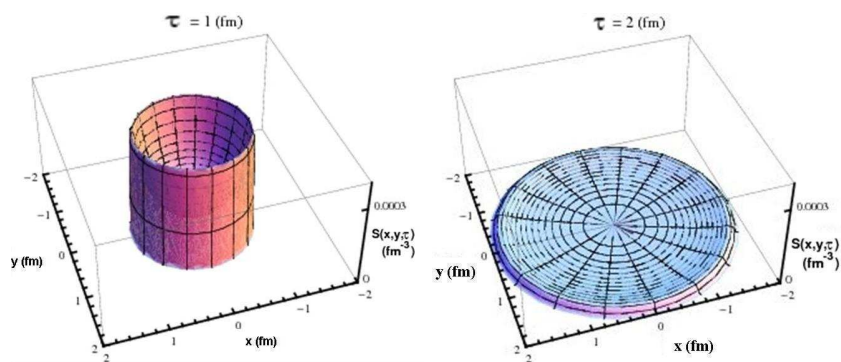 τ = 1 (fm)
-2
-1
0
1
2
y (fm)
2
1
0
-1
-2
x (fm)
0.0003
0
S(x,y,τ)
(fm-3)
τ = 2 (fm)
-2
-1
0
1
2
y (fm)
2
1
0
-1
-2
x (fm)
0.0003
0
S(x,y,τ)
(fm-3)